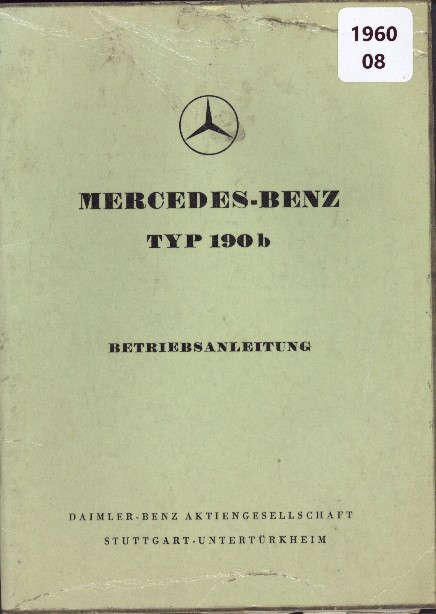 1960
08
MERCEDES-BENZ
TYP 190 b
BETRIEBSANLEITUNG
DAIMLER-BENZ AKTIENGESELLSCHAFT
STUTTGART-UNTERTÜRKHEIM